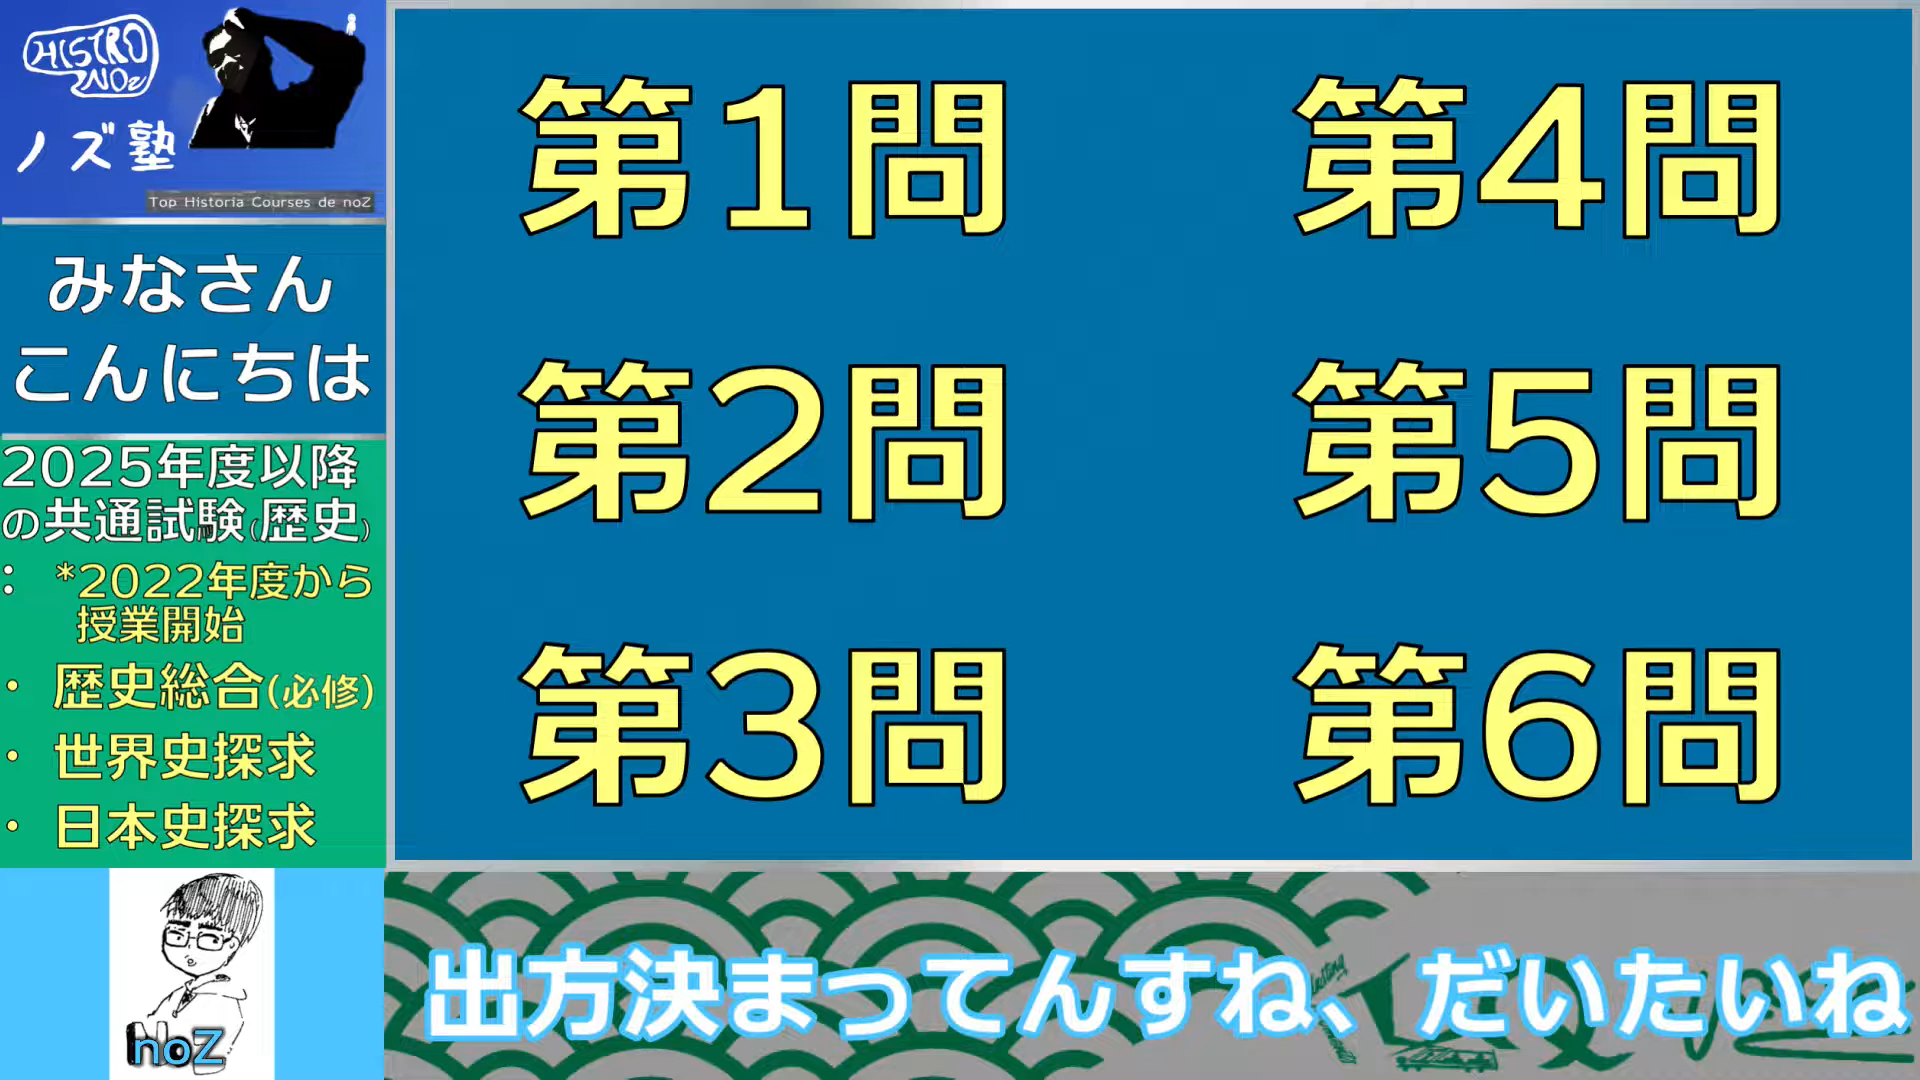 HISTRO
NOz
ノズ塾
Top Historia Courses de noZ
みなさん
こんにちは
2025年度以降
の共通試験(歴史)
: *2022年度から
授業開始
・ 歴史総合(必修)
・ 世界史探求
・ 日本史探求
noZ
第1問
第2問
第3問
第4問
第5問
第6問
出方決まってんすね、だいたいね